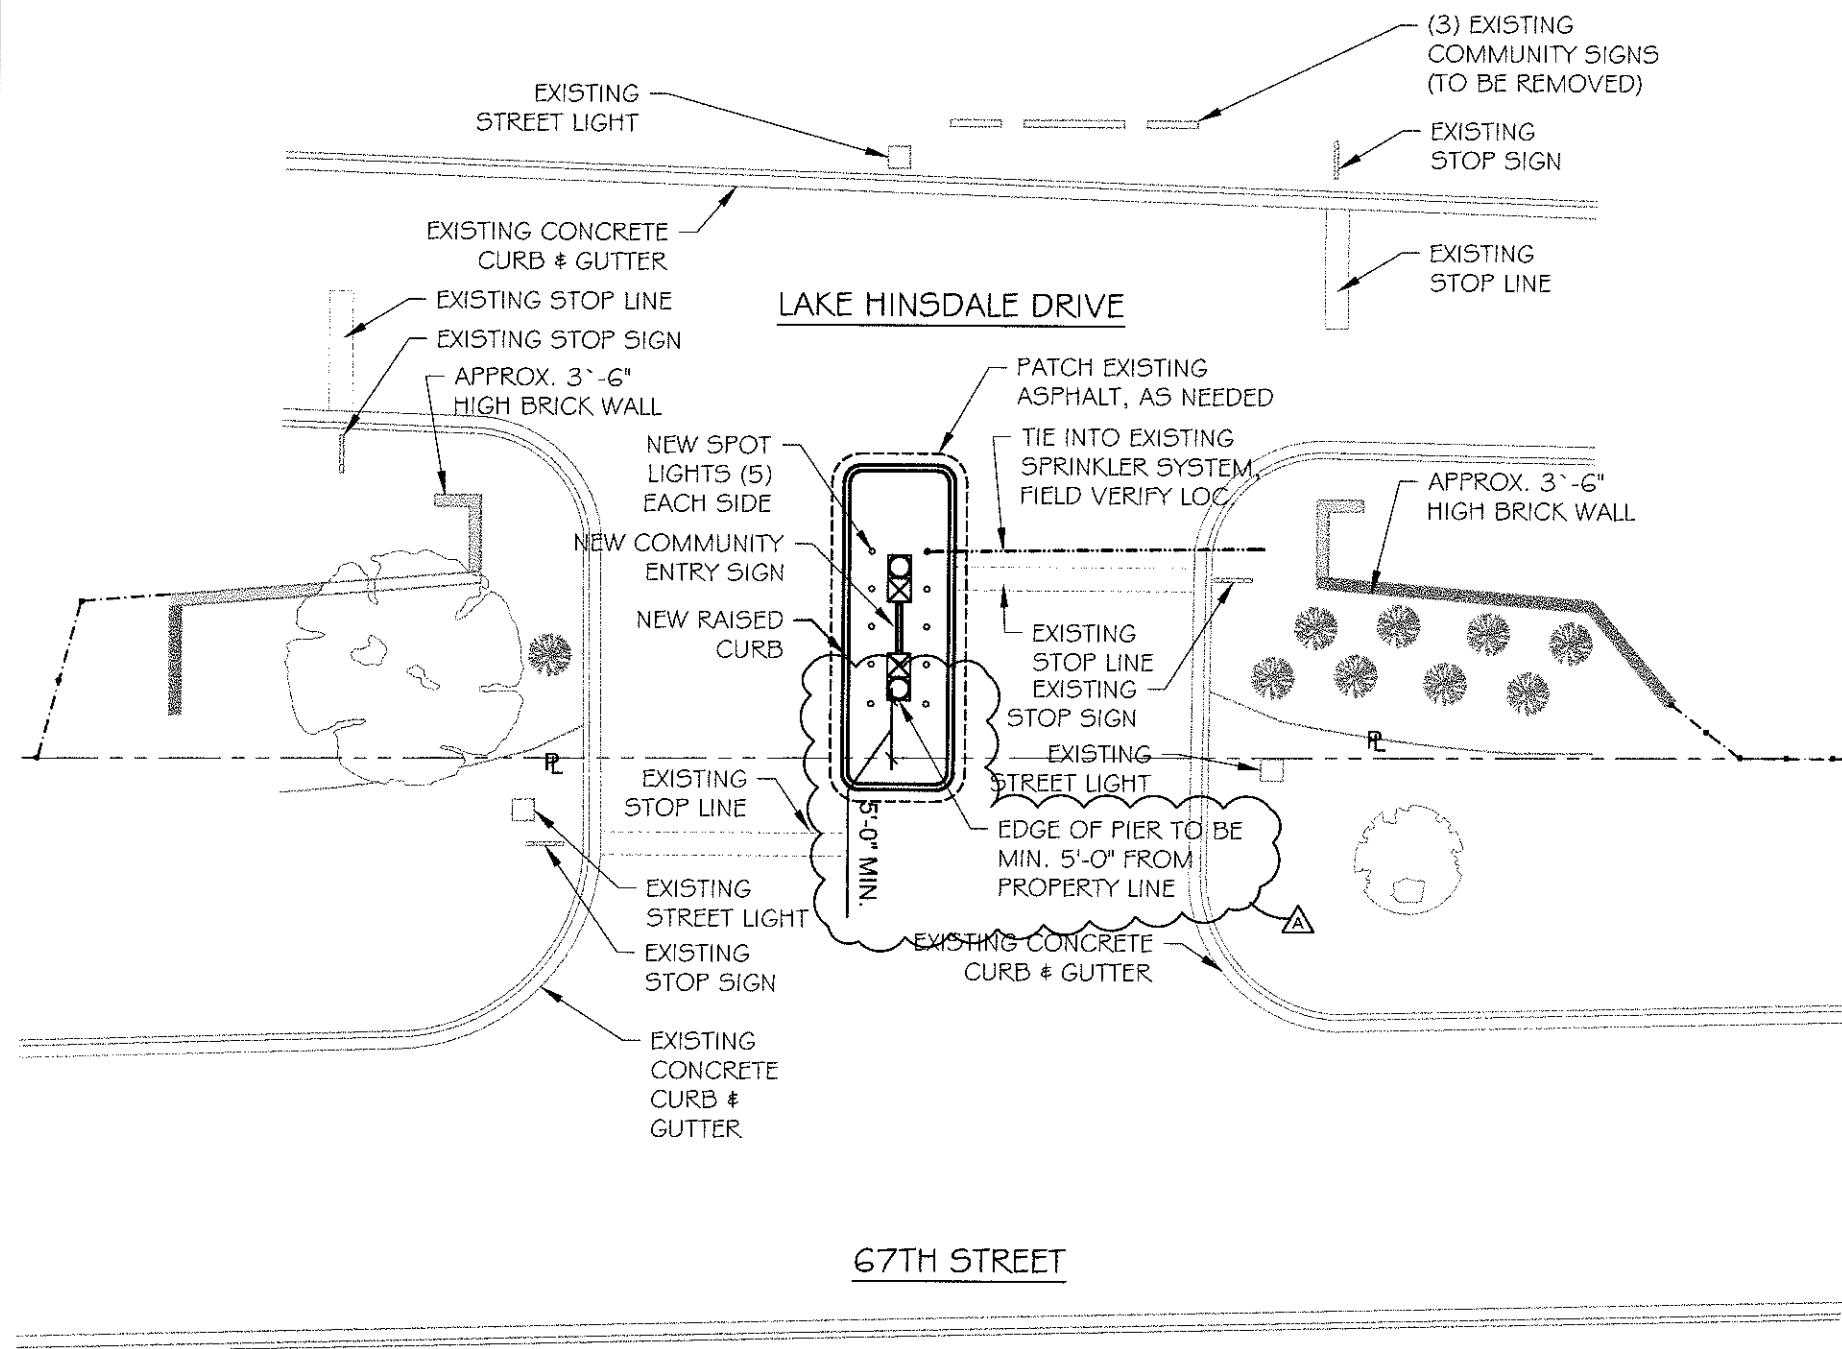 (3) EXISTING
COMMUNITY SIGNS
(TO BE REMOVED)
EXISTING
STREET LIGHT
EXISTING
STOP SIGN
EXISTING CONCRETE
CURB & GUTTER
EXISTING
STOP LINE
EXISTING STOP LINE
LAKE HINSDALE DRIVE
EXISTING STOP SIGN
APPROX. 3`-6"
HIGH BRICK WALL
PATCH EXISTING
ASPHALT, AS NEEDED
NEW SPOT
LIGHTS (5)
EACH SIDE
TIE INTO EXISTING
SPRINKLER SYSTEM,
FIELD VERIFY LOC.
APPROX. 3`-6"
HIGH BRICK WALL
NEW COMMUNITY
ENTRY SIGN
NEW RAISED
CURB
EXISTING
STOP LINE
EXISTING
STOP SIGN
PL
PL
EXISTING
STREET LIGHT
EXISTING
STOP LINE
5'-0" MIN.
EDGE OF PIER TO BE
MIN. 5'-0" FROM
PROPERTY LINE
A
EXISTING
STREET LIGHT
EXISTING
STOP SIGN
EXISTING CONCRETE
CURB & GUTTER
EXISTING
CONCRETE
CURB &
GUTTER
67TH STREET